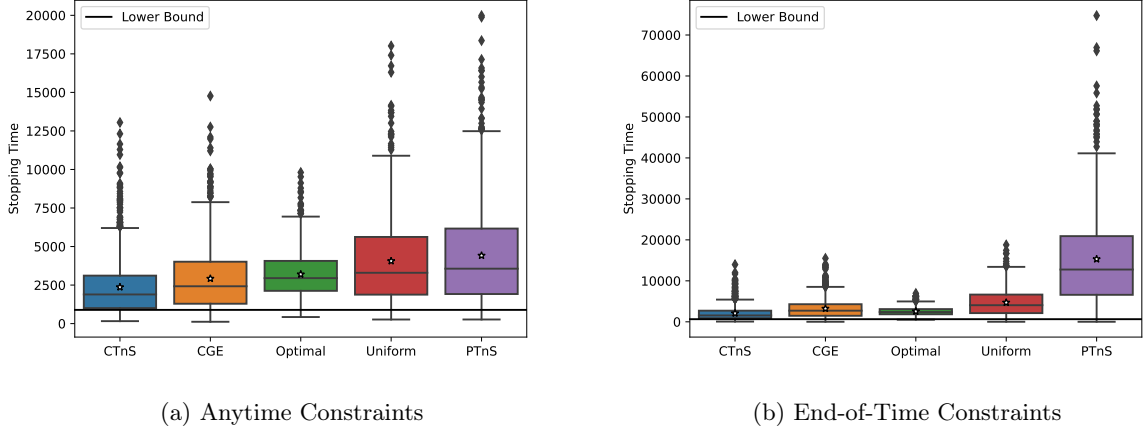 Lower Bound
20000
17500
15000
12500
10000
7500
5000
2500
0
Stopping Time
CTnS CGE Optimal Uniform PTnS
(a) Anytime Constraints
Lower Bound
70000
60000
50000
40000
30000
20000
10000
0
Stopping Time
CTnS CGE Optimal Uniform PTnS
(b) End-of-Time Constraints